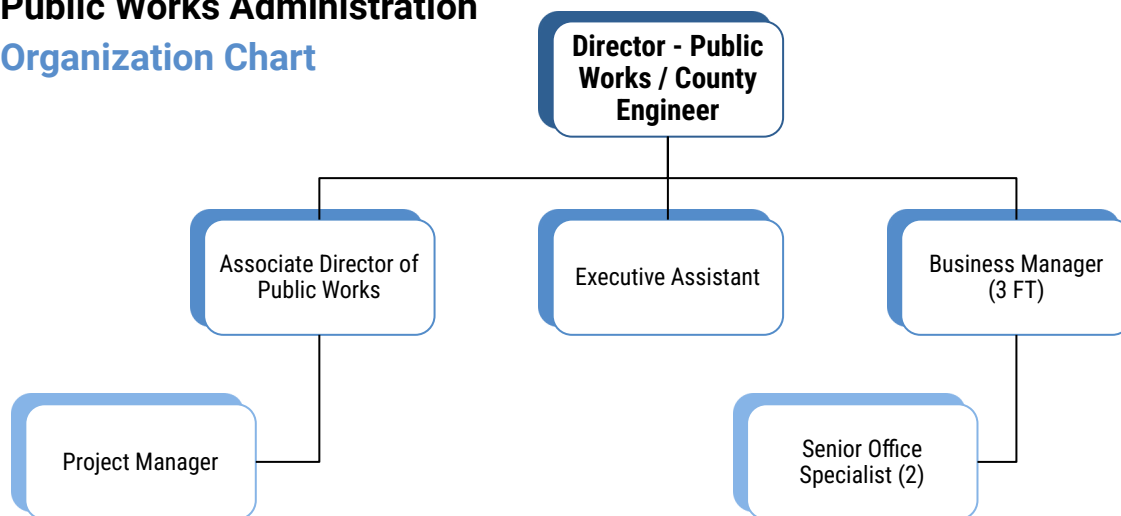 Public Works Administration
Organization Chart
Director - Public
Works / County
Engineer
Associate Director of
Public Works
Executive Assistant
Business Manager
(3 FT)
Project Manager
Senior Office
Specialist (2)